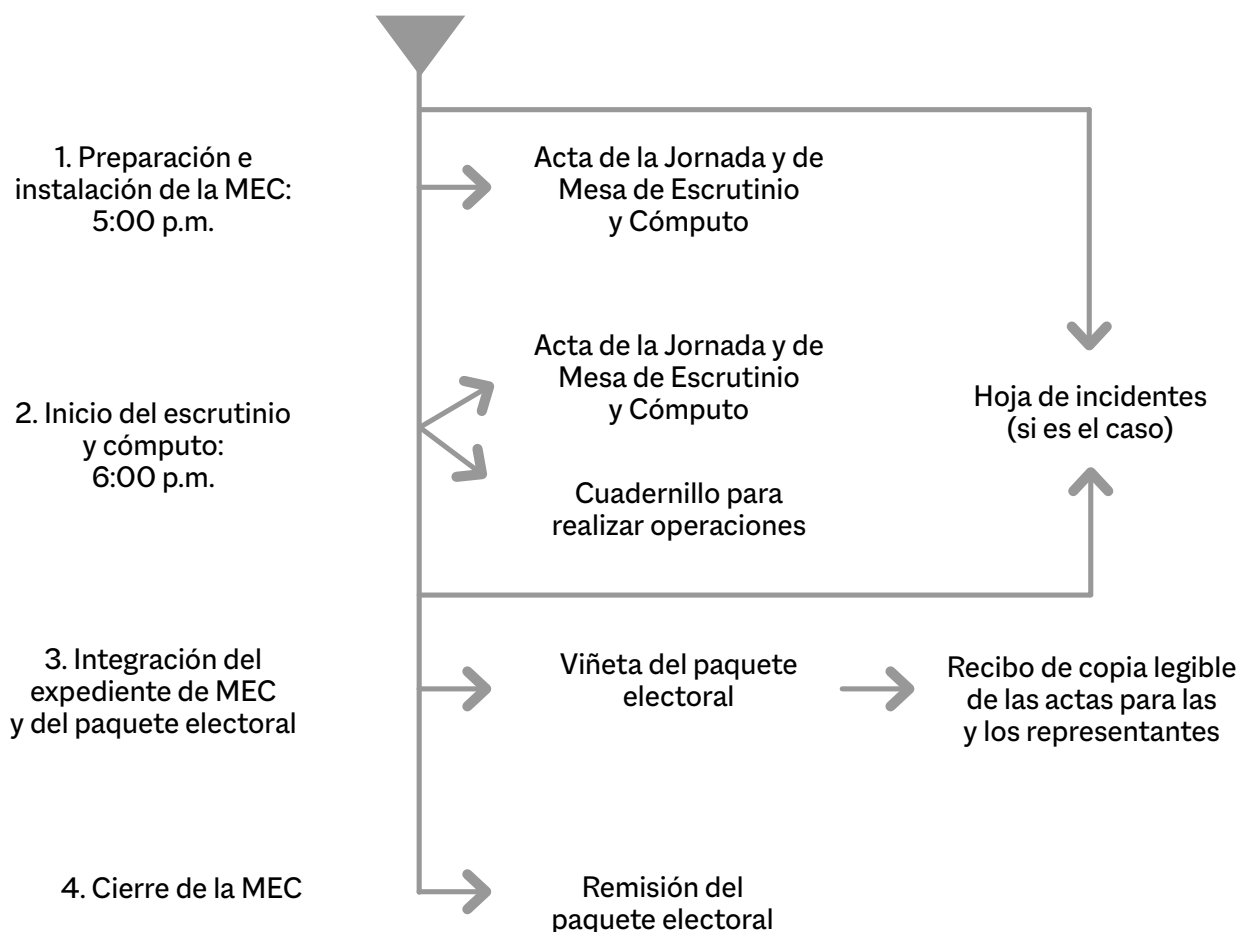 1. Preparación e
instalación de la MEC:
5:00 p.m.
Acta de la Jornada y de
Mesa de Escrutinio
y Cómputo
2. Inicio del escrutinio
y cómputo:
6:00 p.m.
Acta de la Jornada y de
Mesa de Escrutinio
y Cómputo
Cuadernillo para
realizar operaciones
Hoja de incidentes
(si es el caso)
3. Integración del
expediente de MEC
y del paquete electoral
Viñeta del paquete
electoral
Recibo de copia legible
de las actas para las
y los representantes
4. Cierre de la MEC
Remisión del
paquete electoral